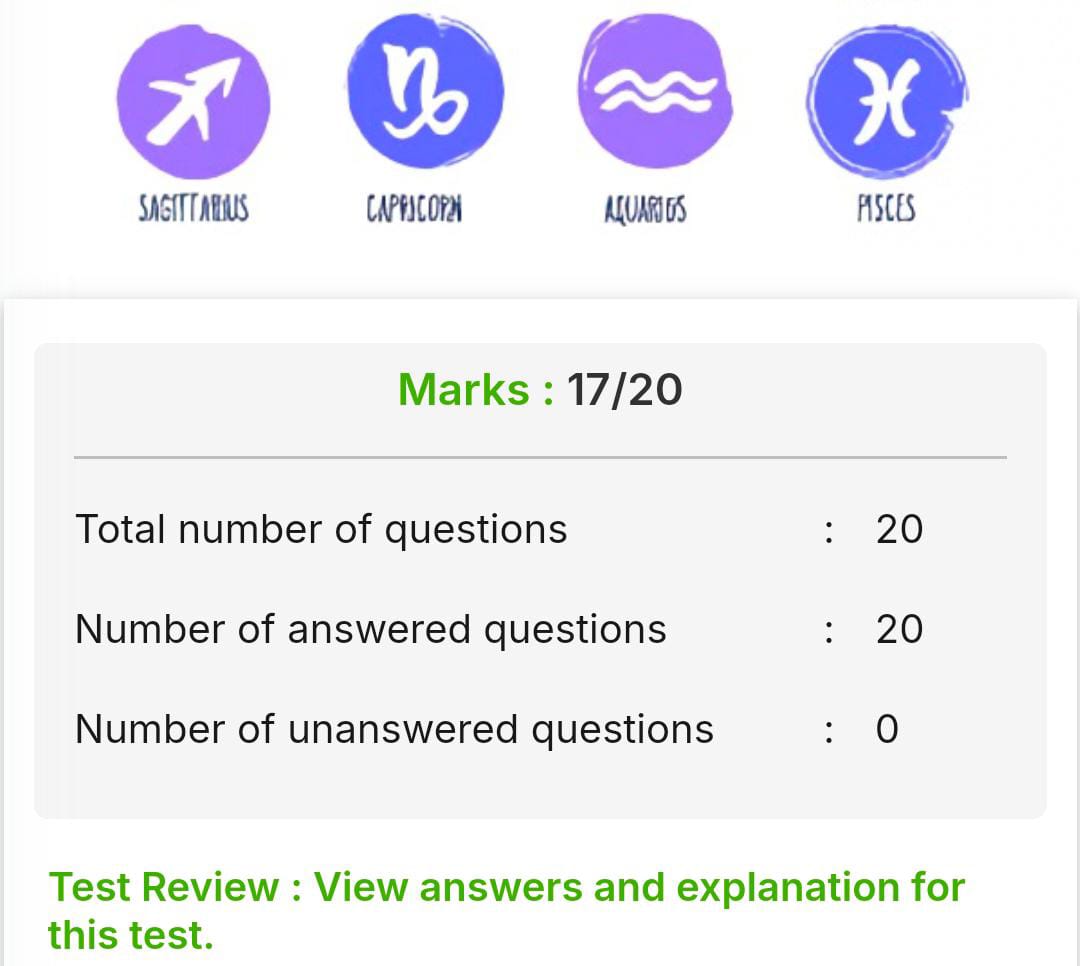 SAGITTARIUS CAPRICORN AQUARIUS PISCES
Marks : 17/20
Total number of questions : 20
Number of answered questions : 20
Number of unanswered questions : 0
Test Review : View answers and explanation for
this test.